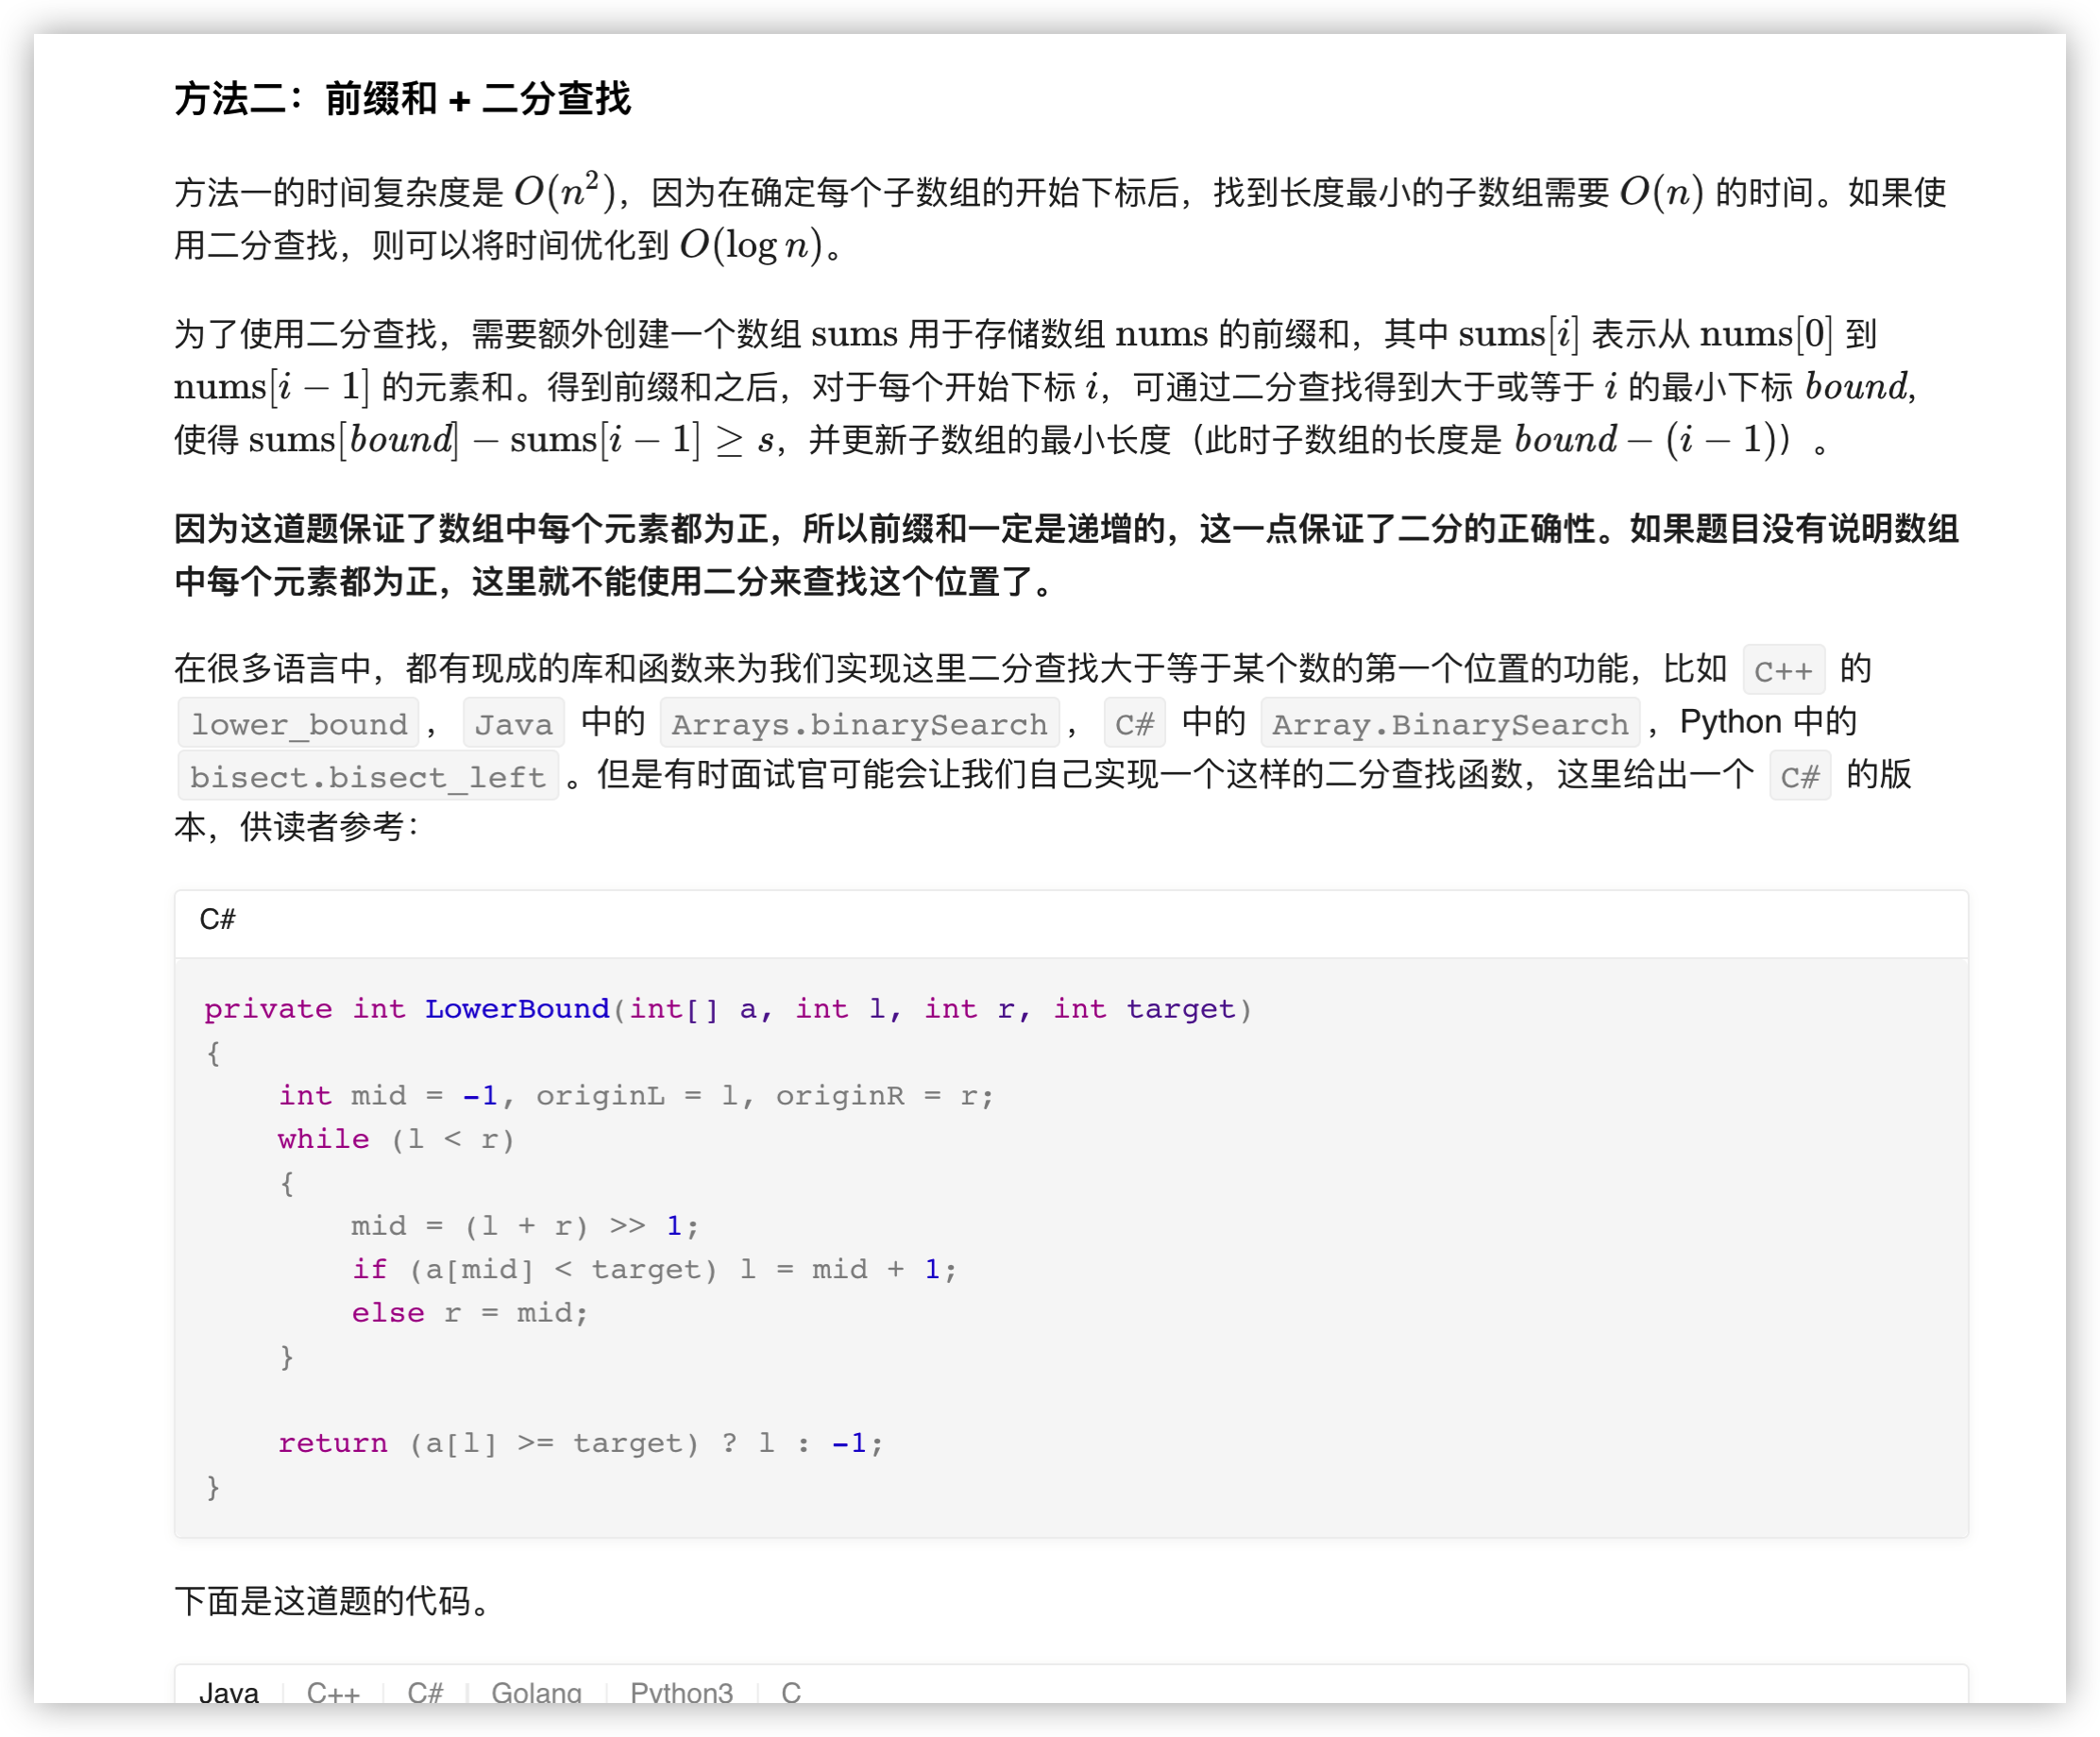 方法二：前缀和 + 二分查找
方法一的时间复杂度是 O(n²)，因为在确定每个子数组的开始下标后，找到长度最小的子数组需要 O(n) 的时间。如果使
用二分查找，则可以将时间优化到 O(log n)。
为了使用二分查找，需要额外创建一个数组 sums 用于存储数组 nums 的前缀和，其中 sums[i] 表示从 nums[0] 到
nums[i − 1] 的元素和。得到前缀和之后，对于每个开始下标 i，可通过二分查找得到大于或等于 i 的最小下标 bound，
使得 sums[bound] − sums[i − 1] ≥ s，并更新子数组的最小长度（此时子数组的长度是 bound − (i − 1)）。
因为这道题保证了数组中每个元素都为正，所以前缀和一定是递增的，这一点保证了二分的正确性。如果题目没有说明数组
中每个元素都为正，这里就不能使用二分来查找这个位置了。
在很多语言中，都有现成的库和函数来为我们实现这里二分查找大于等于某个数的第一个位置的功能，比如 C++ 的
lower_bound，Java 中的 Arrays.binarySearch，C# 中的 Array.BinarySearch，Python 中的
bisect.bisect_left。但是有时面试官可能会让我们自己实现一个这样的二分查找函数，这里给出一个 C# 的版
本，供读者参考：
C#
private int LowerBound(int[] a, int l, int r, int target)
{
    int mid = -1, originL = l, originR = r;
    while (l < r)
    {
        mid = (l + r) >> 1;
        if (a[mid] < target) l = mid + 1;
        else r = mid;
    }
    return (a[l] >= target) ? l : -1;
}
下面是这道题的代码。
Java C++ C# Golang Python3 C